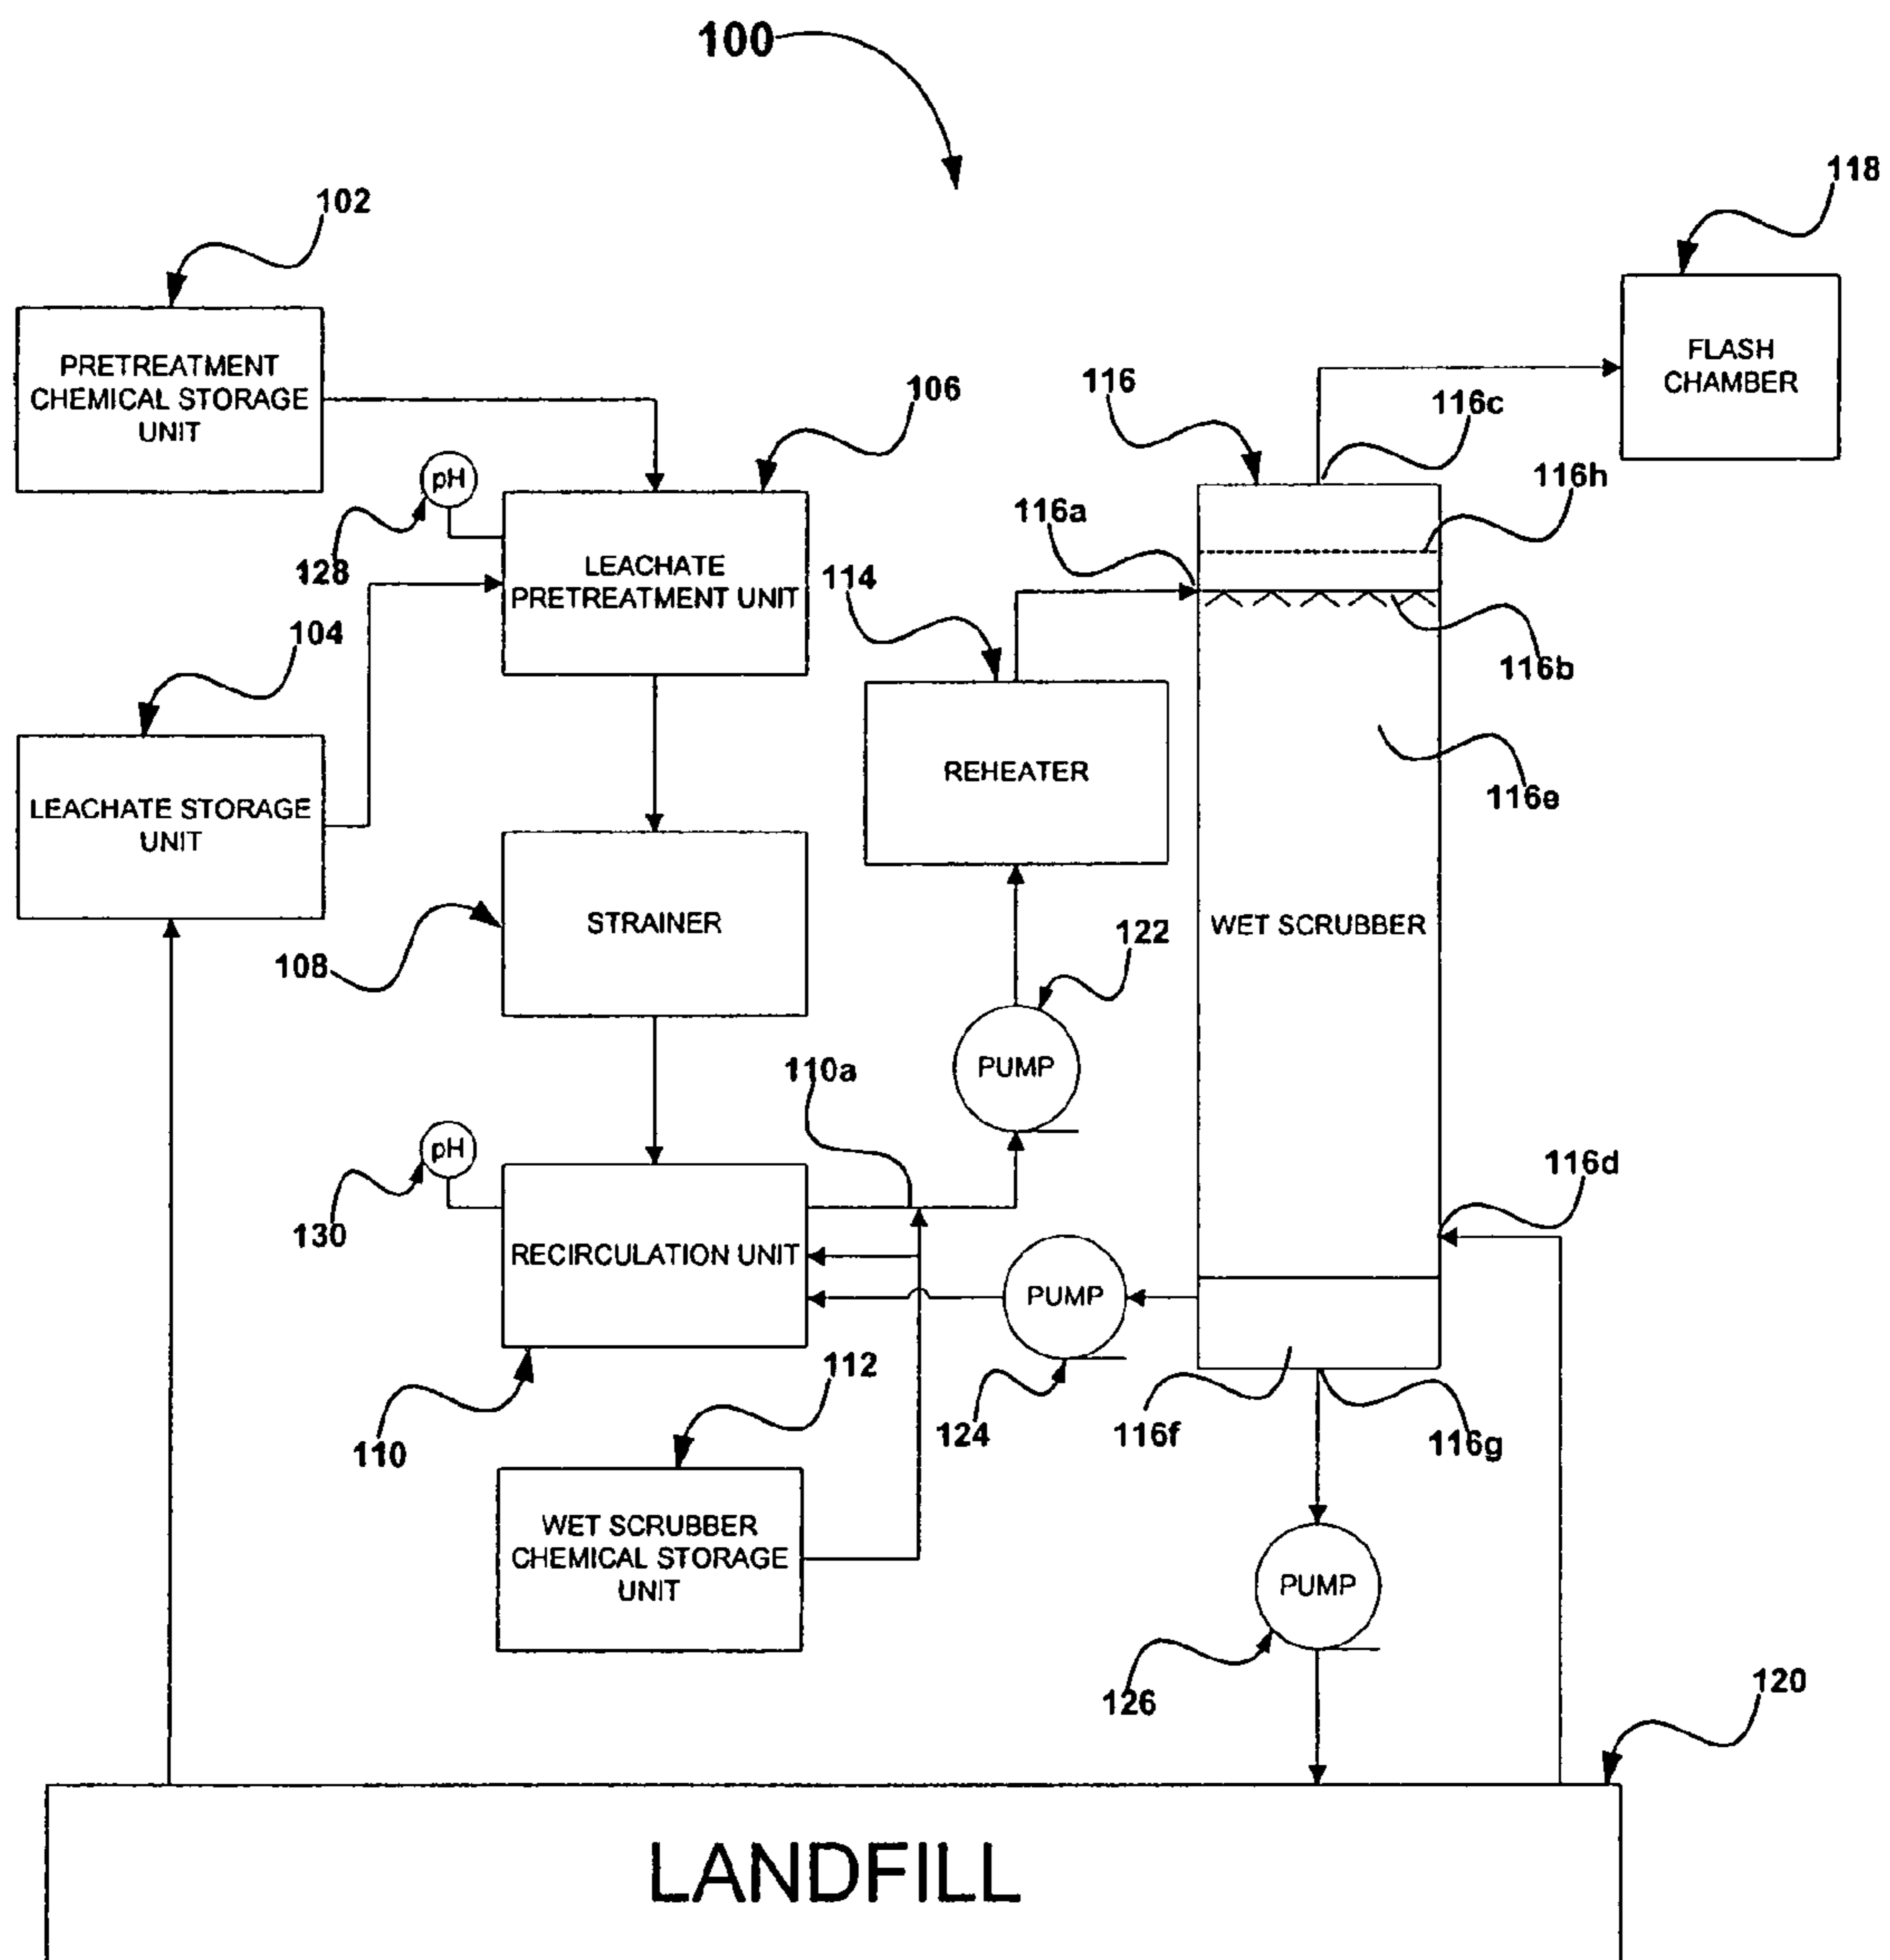 100
118
102
PRETREATMENT
CHEMICAL STORAGE
UNIT
FLASH
CHAMBER
106
116
116c
pH
116h
116a
128
LEACHATE
PRETREATMENT UNIT
114
104
116b
REHEATER
116e
LEACHATE STORAGE
UNIT
STRAINER
WET SCRUBBER
122
108
PUMP
110a
pH
116d
130
RECIRCULATION UNIT
PUMP
112
110
124
116f
116g
WET SCRUBBER
CHEMICAL STORAGE
UNIT
PUMP
126
120
LANDFILL